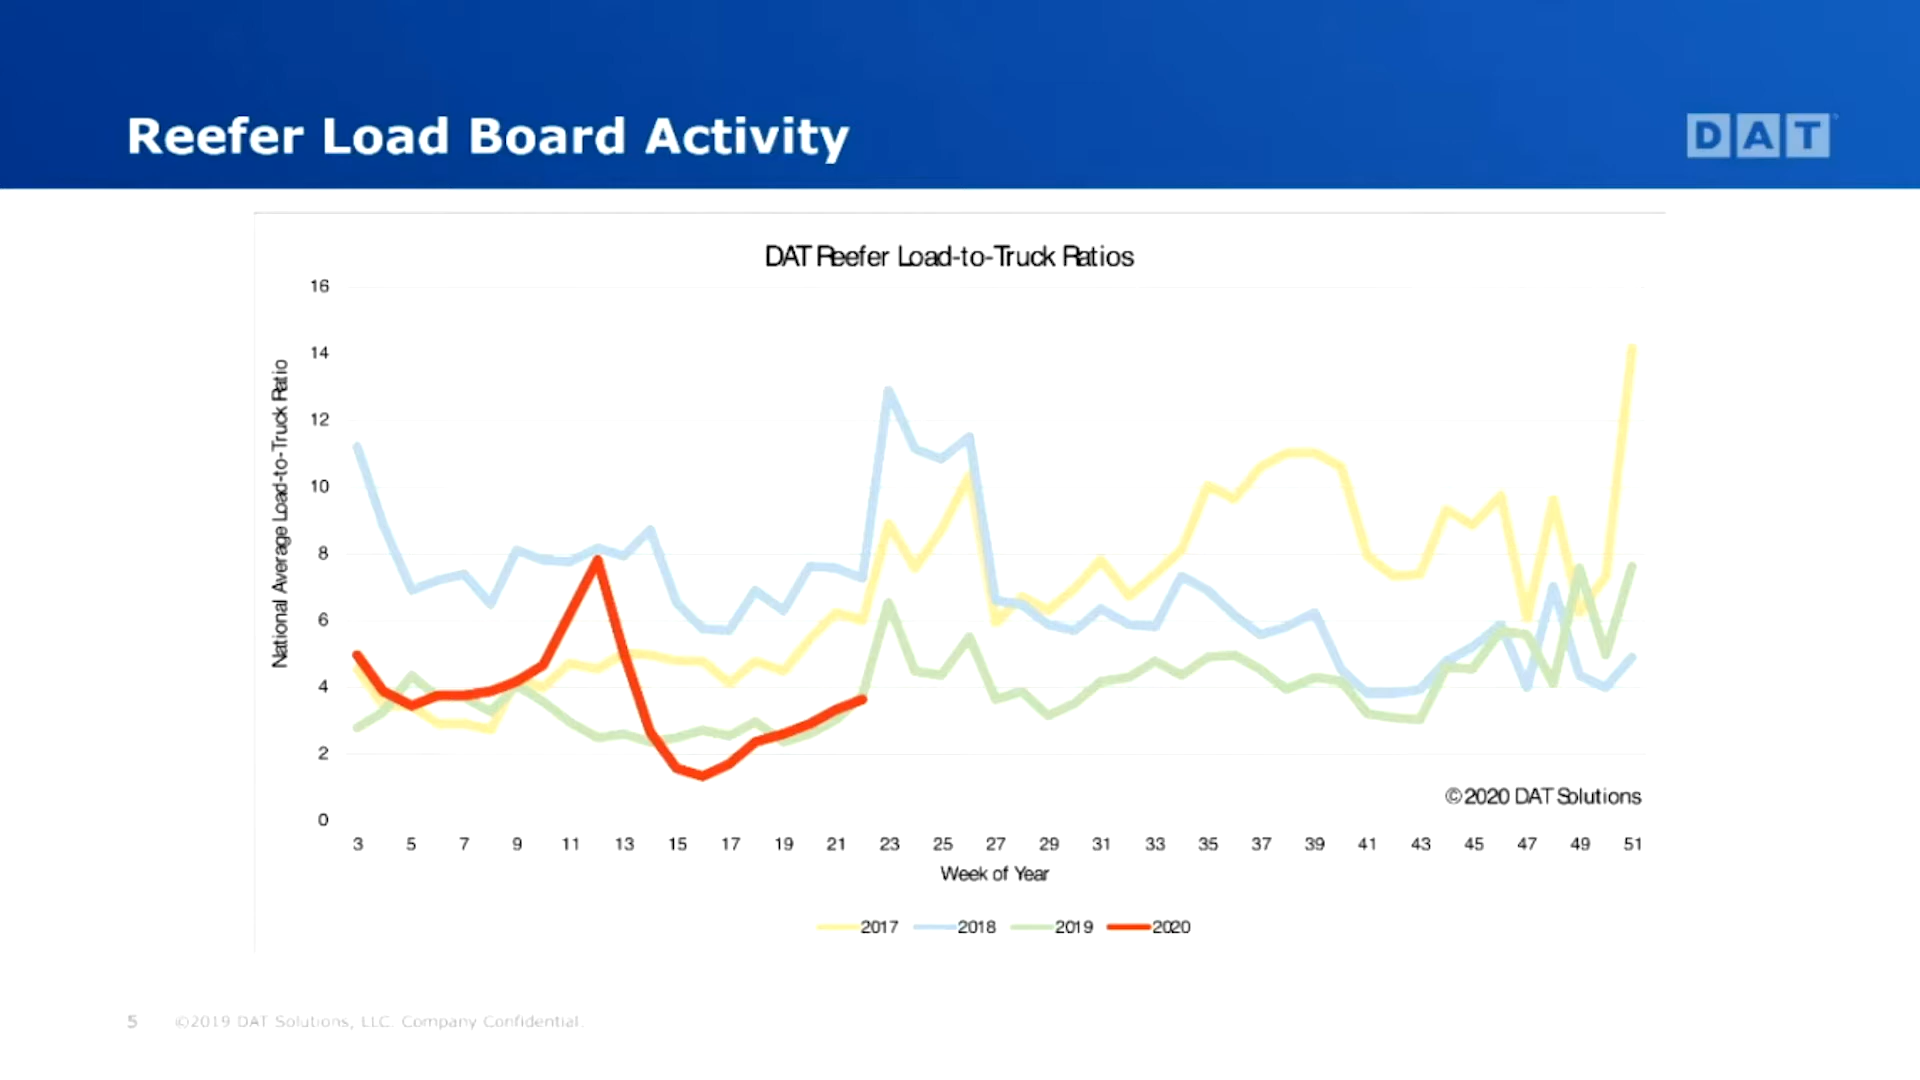 Reefer Load Board Activity
DAT
DAT Reefer Load-to-Truck Ratios
National Average Load-to-Truck Ratio
16
14
12
10
8
6
4
2
0
3 5 7 9 11 13 15 17 19 21 23 25 27 29 31 33 35 37 39 41 43 45 47 49 51
Week of Year
©2020 DAT Solutions
2017 2018 2019 2020
5 ©2019 DAT Solutions, LLC. Company Confidential.